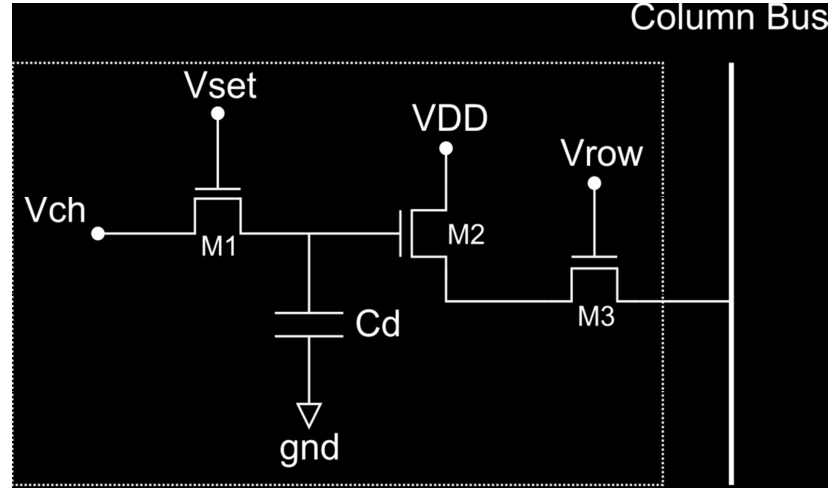 Column Bus
Vset
VDD
Vrow
Vch
M1
M2
M3
Cd
gnd